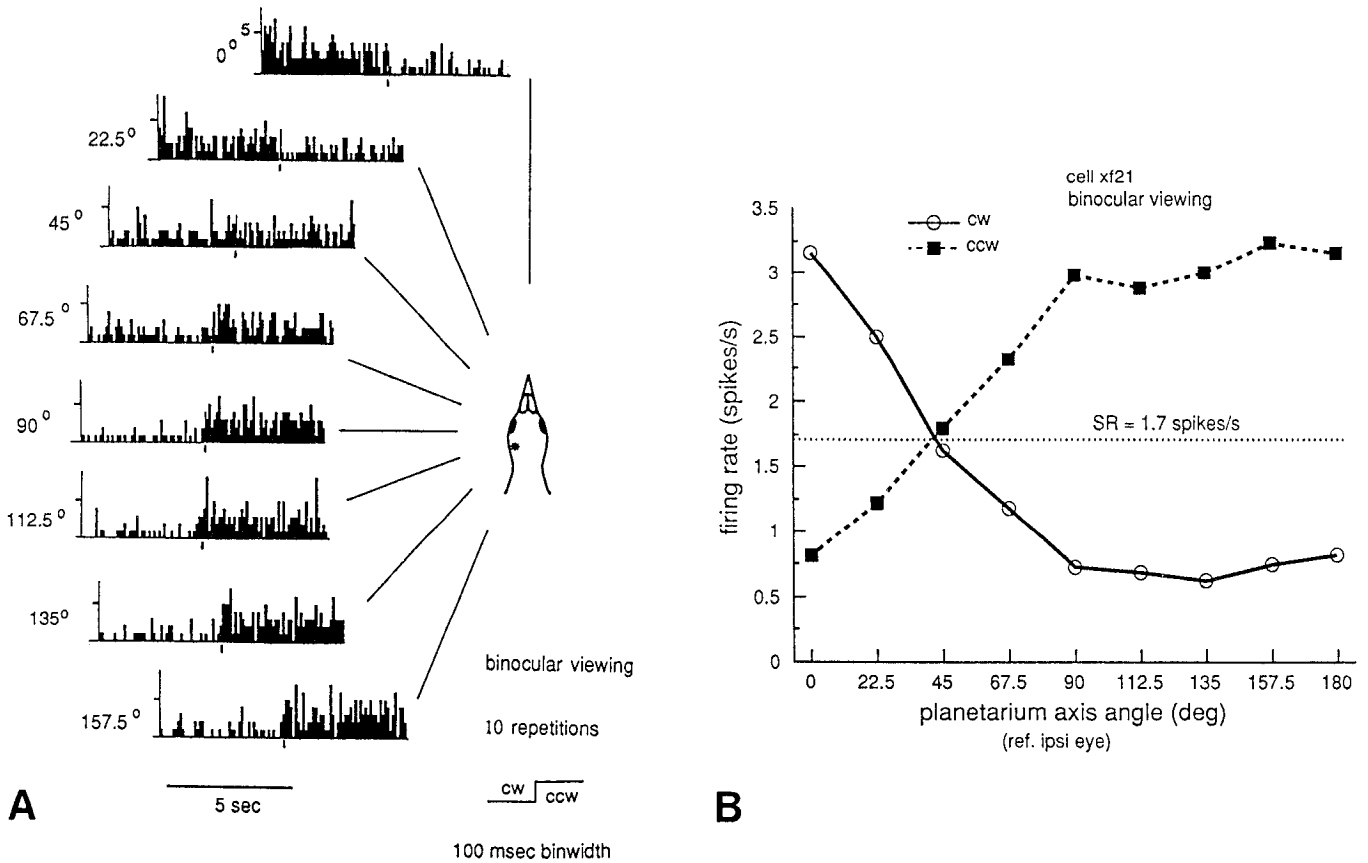 0°
5
22.5°
45°
67.5°
90°
112.5°
135°
157.5°
5 sec
binocular viewing
10 repetitions
cw
ccw
100 msec binwidth
A
cell xf21
binocular viewing
cw
ccw
SR = 1.7 spikes/s
firing rate (spikes/s)
3.5
3
2.5
2
1.5
1
0.5
0
0 22.5 45 67.5 90 112.5 135 157.5 180
planetarium axis angle (deg)
(ref. ipsi eye)
B